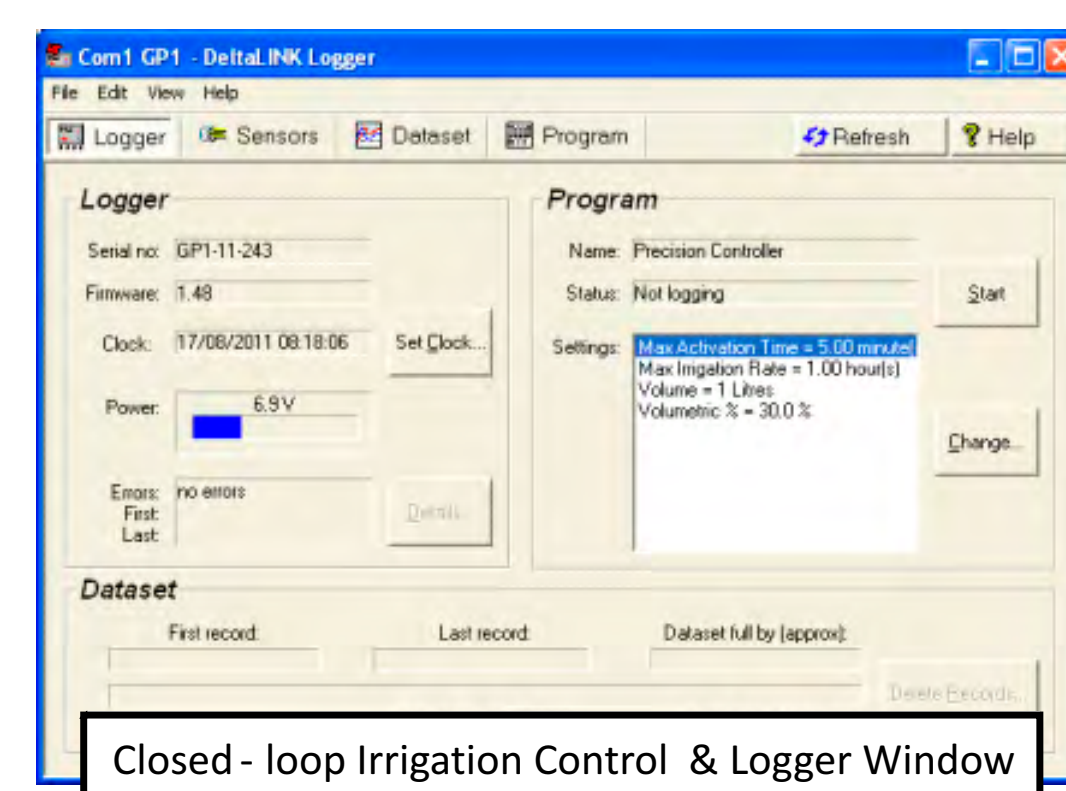 Com1 GP1 - DeltaLINK Logger
File Edit View Help
Logger Sensors Dataset Program Refresh Help
Logger
Serial no: GP1-11-243
Firmware: 1.48
Clock: 17/08/2011 08:18:06 Set Clock...
Power: 6.9 V
Errors: no errors
First:
Last:
Details...
Program
Name: Precision Controller
Status: Not logging
Start
Settings: Max Activation Time = 5.00 minute(
Max Irrigation Rate = 1.00 hour(s)
Volume = 1 Litres
Volumetric % = 30.0 %
Change...
Dataset
First record: Last record: Dataset full by (approx):
Delete Records...
Closed - loop Irrigation Control & Logger Window